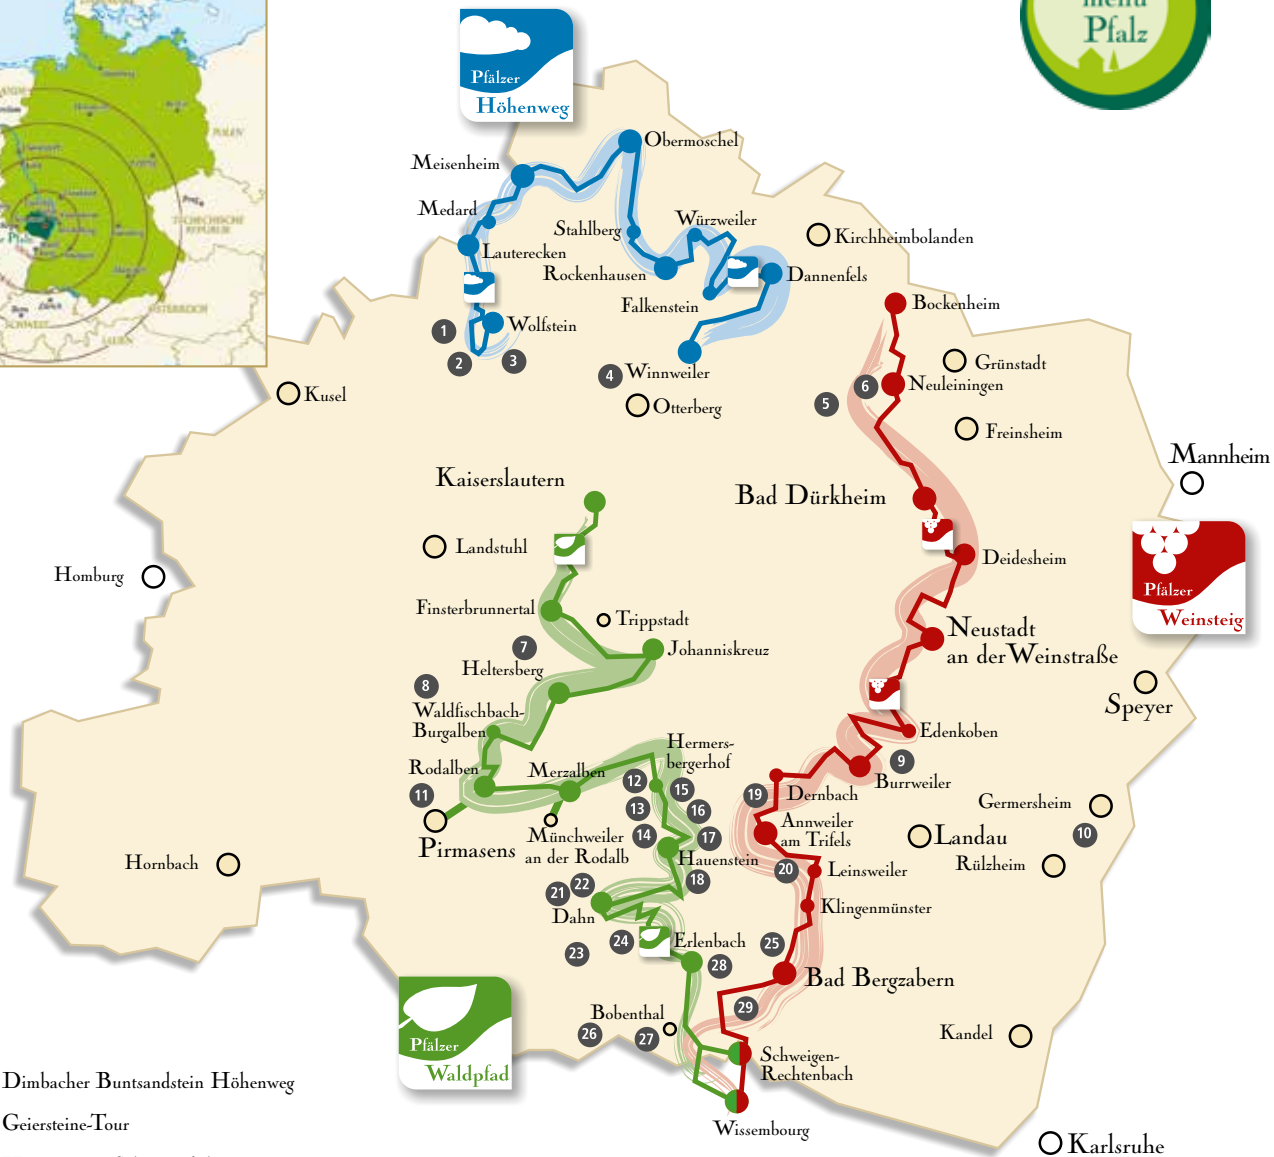 menu
Pfalz
Pfälzer
Höhenweg
Obermoschel
Meisenheim
Medard
Stahlberg
Würzweiler
Kirchheimbolanden
Lauterecken
Rockenhausen
Dannenfels
Falkenstein
Bockenheim
Wolfstein
1
2
3
4
Winnweiler
Grünstadt
Neuleiningen
6
5
Kusel
Otterberg
Freinsheim
Mannheim
Kaiserslautern
Bad Dürkheim
Landstuhl
Deidesheim
Homburg
Pfälzer
Weinsteig
Finsterbrunnertal
Trippstadt
Neustadt
an der Weinstraße
7
Johanniskreuz
Heltersberg
8
Speyer
Waldfischbach-
Burgalben
Edenkoben
Hermers-
bergerhof
9
Rodalben
Merzalben
Burrweiler
11
12
15
19
Dernbach
Germersheim
13
16
10
Annweiler
am Trifels
Pirmasens
Münchweiler
an der Rodalb
14
17
Landau
Hauenstein
Rülzheim
Hornbach
20
Leinsweiler
18
21
22
Dahn
Klingenmünster
23
24
Erlenbach
25
28
Bad Bergzabern
29
Bobenthal
26
27
Kandel
Pfälzer
Waldpfad
Schweigen-
Rechtenbach
Wissembourg
Karlsruhe
Dimbacher Buntsandstein Höhenweg
Geiersteine-Tour